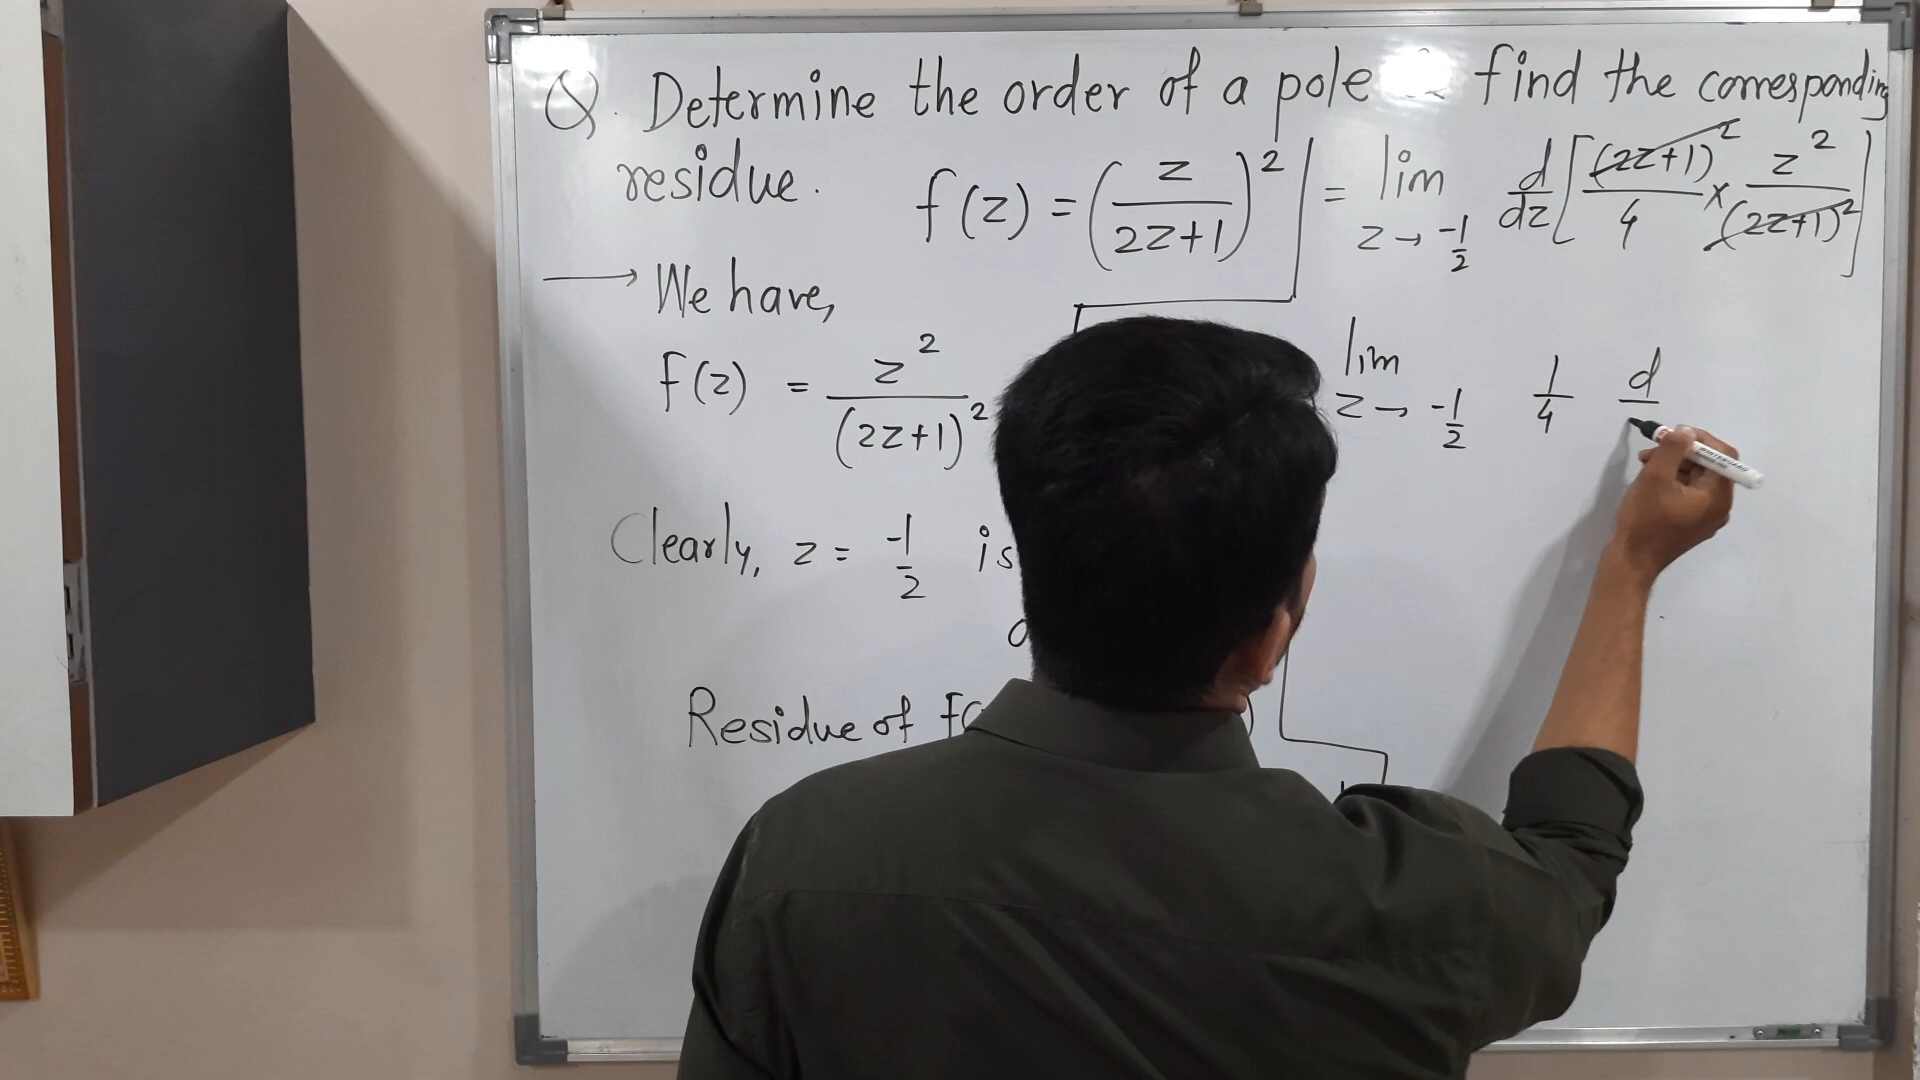 Q. Determine the order of a pole & find the corresponding
residue.
f(z) = (z/(2z+1))^2
We have,
f(z) = z^2/(2z+1)^2
Clearly, z = -1/2 is
Residue of f(
= lim z→-1/2 d/dz [(2z+1)^2/4 × z^2/(2z+1)^2]
lim z→-1/2 1/4 d